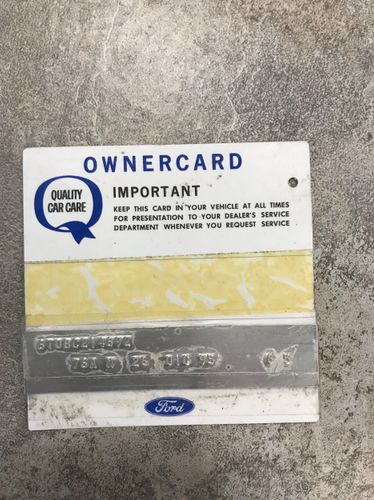 OWNERCARD
QUALITY
CAR CARE
IMPORTANT
KEEP THIS CARD IN YOUR VEHICLE AT ALL TIMES
FOR PRESENTATION TO YOUR DEALER'S SERVICE
DEPARTMENT WHENEVER YOU REQUEST SERVICE
76A
Ford